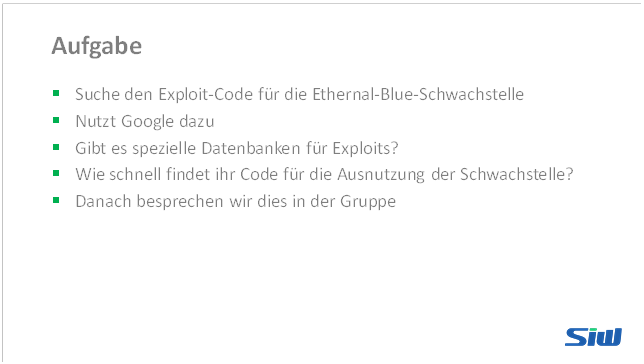 Aufgabe
Suche den Exploit-Code für die Ethernal-Blue-Schwachstelle
Nutzt Google dazu
Gibt es spezielle Datenbanken für Exploits?
Wie schnell findet ihr Code für die Ausnutzung der Schwachstelle?
Danach besprechen wir dies in der Gruppe
SiW